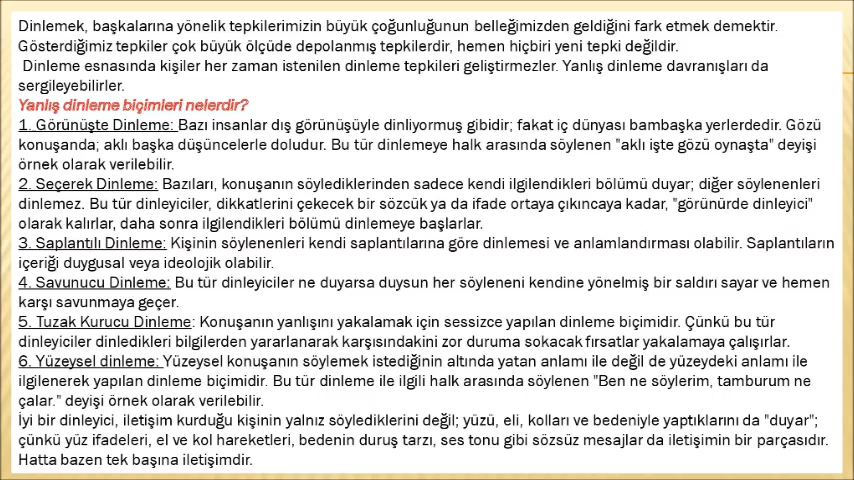 Dinlemek, başkalarına yönelik tepkilerimizin büyük çoğunluğunun belleğimizden geldiğini fark etmek demektir.
Gösterdiğimiz tepkiler çok büyük ölçüde depolanmış tepkilerdir, hemen hiçbiri yeni tepki değildir.
Dinleme esnasında kişiler her zaman istenilen dinleme tepkileri geliştirmezler. Yanlış dinleme davranışları da
sergileyebilirler.
Yanlış dinleme biçimleri nelerdir?
1. Görünüşte Dinleme: Bazı insanlar dış görünüşüyle dinliyormuş gibidir; fakat iç dünyası bambaşka yerlerdedir. Gözü
konuşanda; aklı başka düşüncelerle doludur. Bu tür dinlemeye halk arasında söylenen "aklı işte gözü oynaşta" deyişi
örnek olarak verilebilir.
2. Seçerek Dinleme: Bazıları, konuşanın söylediklerinden sadece kendi ilgilendikleri bölümü duyar; diğer söylenenleri
dinlemez. Bu tür dinleyiciler, dikkatlerini çekecek bir sözcük ya da ifade ortaya çıkıncaya kadar, "görünürde dinleyici"
olarak kalırlar, daha sonra ilgilendikleri bölümü dinlemeye başlarlar.
3. Saplantılı Dinleme: Kişinin söylenenleri kendi saplantılarına göre dinlemesi ve anlamlandırması olabilir. Saplantıların
içeriği duygusal veya ideolojik olabilir.
4. Savunucu Dinleme: Bu tür dinleyiciler ne duyarsa duysun her söyleneni kendine yönelmiş bir saldırı sayar ve hemen
karşı savunmaya geçer.
5. Tuzak Kurucu Dinleme: Konuşanın yanlışını yakalamak için sessizce yapılan dinleme biçimidir. Çünkü bu tür
dinleyiciler dinledikleri bilgilerden yararlanarak karşısındakini zor duruma sokacak fırsatlar yakalamaya çalışırlar.
6. Yüzeysel dinleme: Yüzeysel konuşanın söylemek istediğinin altında yatan anlamı ile değil de yüzeydeki anlamı ile
ilgilenerek yapılan dinleme biçimidir. Bu tür dinleme ile ilgili halk arasında söylenen "Ben ne söylerim, tamburum ne
çalar." deyişi örnek olarak verilebilir.
İyi bir dinleyici, iletişim kurduğu kişinin yalnız söylediklerini değil; yüzü, eli, kolları ve bedeniyle yaptıklarını da "duyar";
çünkü yüz ifadeleri, el ve kol hareketleri, bedenin duruş tarzı, ses tonu gibi sözsüz mesajlar da iletişimin bir parçasıdır.
Hatta bazen tek başına iletişimdir.